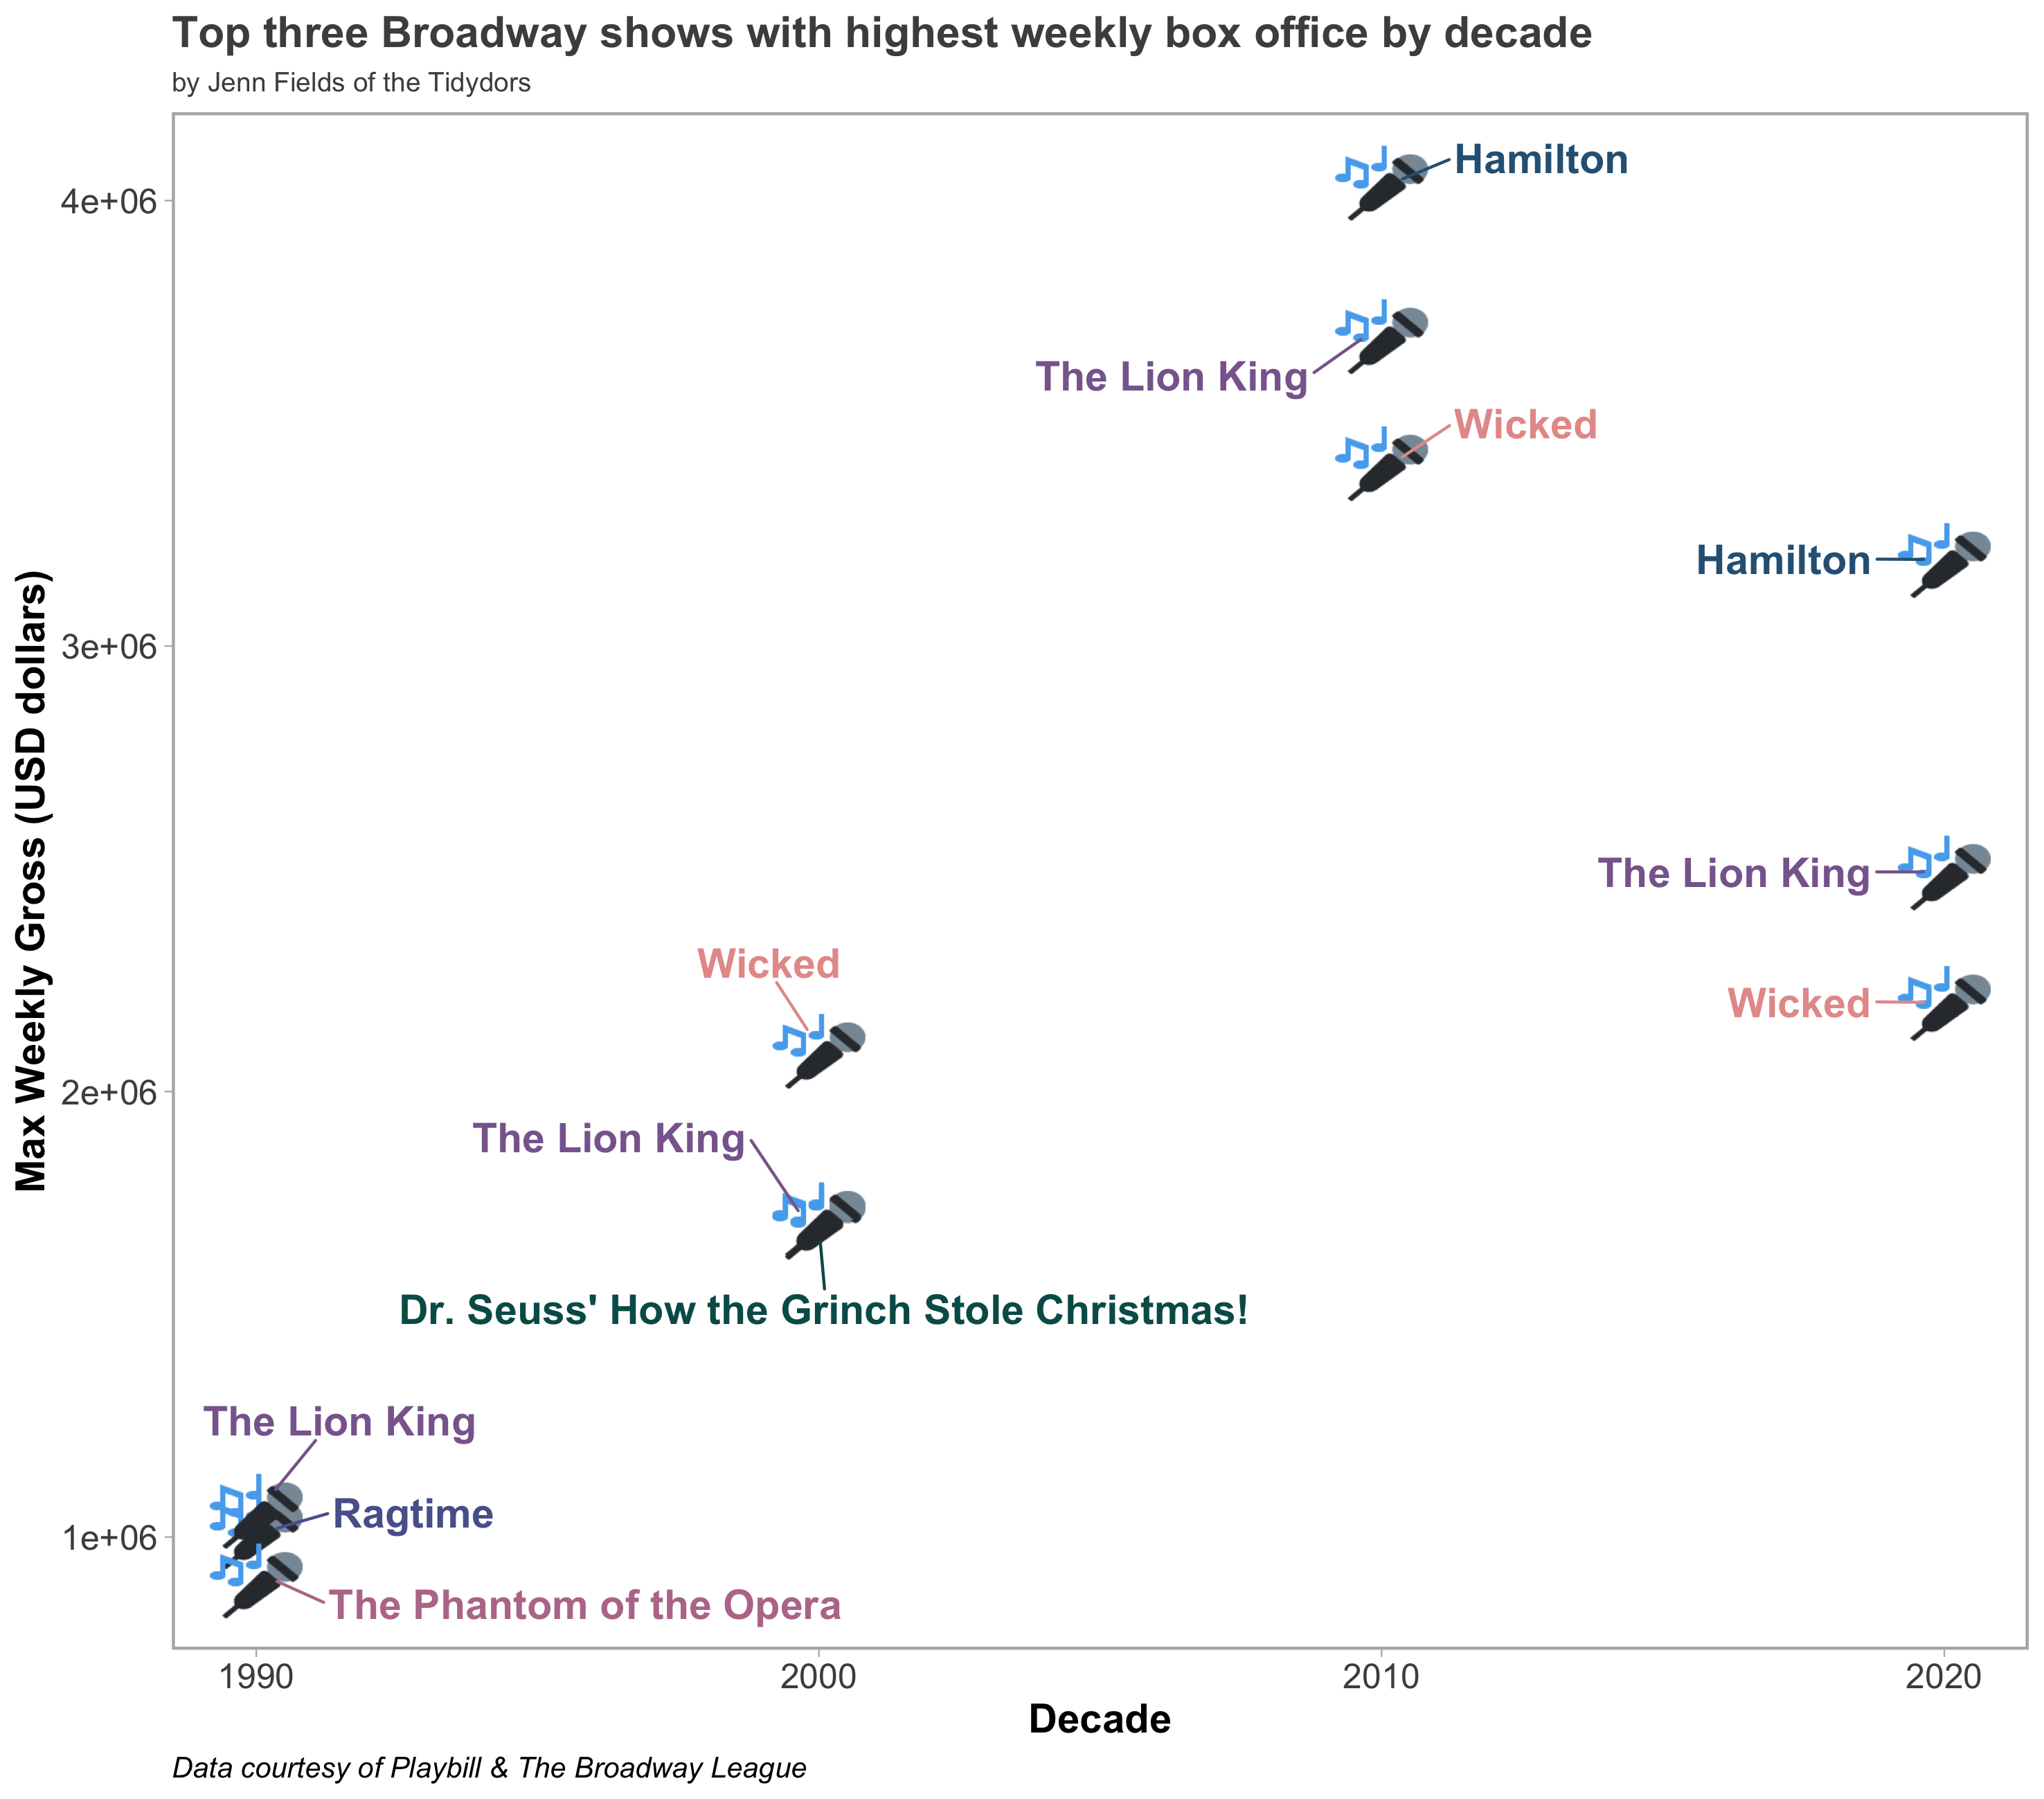 Top three Broadway shows with highest weekly box office by decade
by Jenn Fields of the Tidydors
Max Weekly Gross (USD dollars)
4e+06
3e+06
2e+06
1e+06
Hamilton
The Lion King
Wicked
Hamilton
The Lion King
Wicked
Wicked
The Lion King
Dr. Seuss' How the Grinch Stole Christmas!
The Lion King
Ragtime
The Phantom of the Opera
1990
2000
2010
2020
Decade
Data courtesy of Playbill & The Broadway League